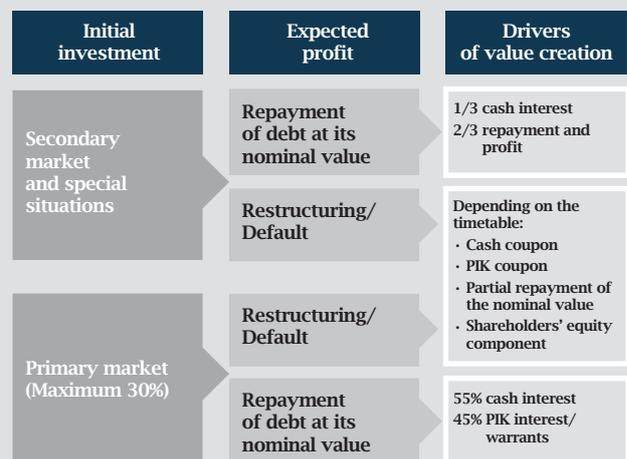 Initial
investment
Expected
profit
Drivers
of value creation
Secondary
market
and special
situations
Repayment
of debt at its
nominal value
1/3 cash interest
2/3 repayment and
profit
Restructuring/
Default
Depending on the
timetable:
· Cash coupon
· PIK coupon
· Partial repayment of
the nominal value
· Shareholders’ equity
component
Primary market
(Maximum 30%)
Restructuring/
Default
Repayment
of debt at its
nominal value
55% cash interest
45% PIK interest/
warrants